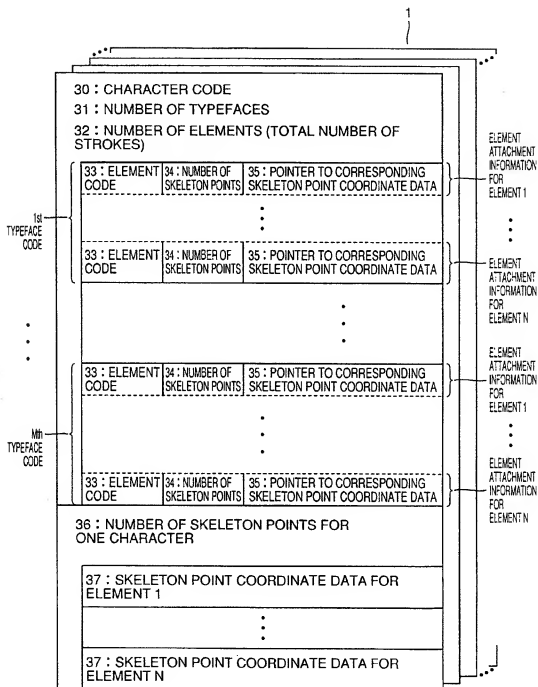 1
30 : CHARACTER CODE
31 : NUMBER OF TYPEFACES
32 : NUMBER OF ELEMENTS (TOTAL NUMBER OF
STROKES)
1st
TYPEFACE
CODE
33 : ELEMENT
CODE
34 : NUMBER OF
SKELETON POINTS
35 : POINTER TO CORRESPONDING
SKELETON POINT COORDINATE DATA
ELEMENT
ATTACHMENT
INFORMATION
FOR
ELEMENT 1
33 : ELEMENT
CODE
34 : NUMBER OF
SKELETON POINTS
35 : POINTER TO CORRESPONDING
SKELETON POINT COORDINATE DATA
ELEMENT
ATTACHMENT
INFORMATION
FOR
ELEMENT N
Mth
TYPEFACE
CODE
33 : ELEMENT
CODE
34 : NUMBER OF
SKELETON POINTS
35 : POINTER TO CORRESPONDING
SKELETON POINT COORDINATE DATA
ELEMENT
ATTACHMENT
INFORMATION
FOR
ELEMENT 1
33 : ELEMENT
CODE
34 : NUMBER OF
SKELETON POINTS
35 : POINTER TO CORRESPONDING
SKELETON POINT COORDINATE DATA
ELEMENT
ATTACHMENT
INFORMATION
FOR
ELEMENT N
36 : NUMBER OF SKELETON POINTS FOR
ONE CHARACTER
37 : SKELETON POINT COORDINATE DATA FOR
ELEMENT 1
37 : SKELETON POINT COORDINATE DATA FOR
ELEMENT N